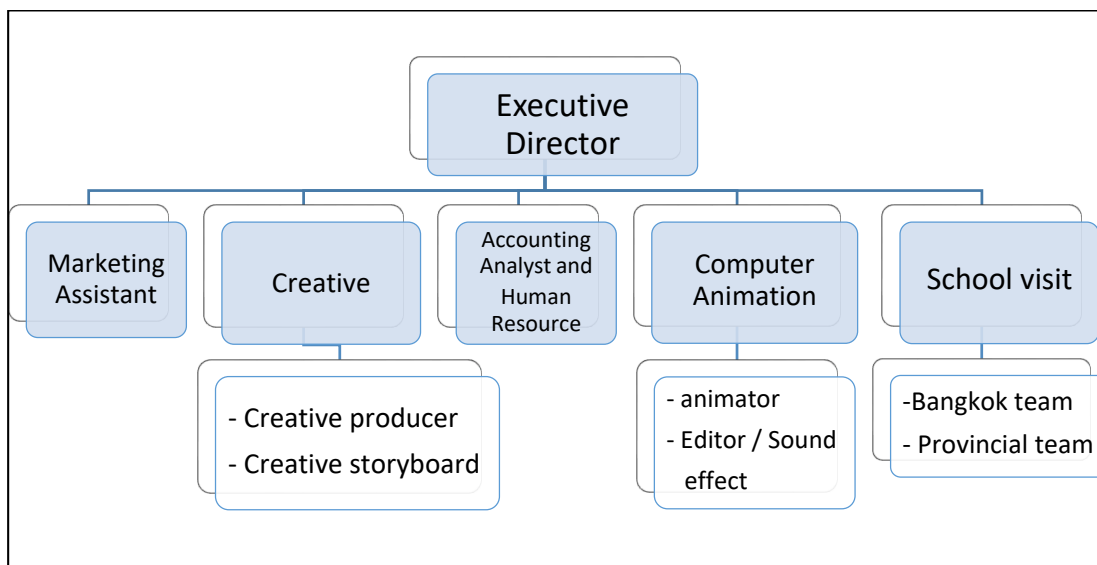 Executive
Director
Marketing
Assistant
Creative
Accounting
Analyst and
Human
Resource
Computer
Animation
School visit
- Creative producer
- Creative storyboard
- animator
- Editor / Sound
effect
-Bangkok team
- Provincial team